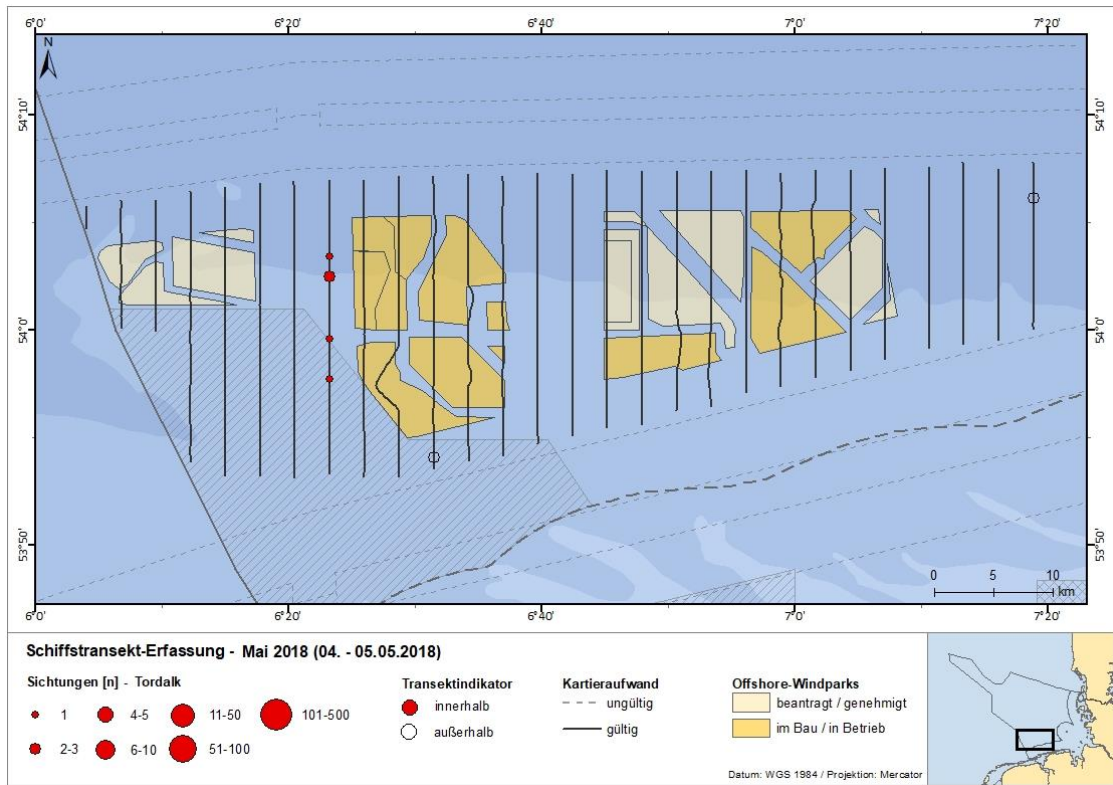 6°0' 6°20' 6°40' 7°0' 7°20'
N
54°10' 54°10'
54°0' 54°0'
53°50' 53°50'
0 5 10
km
6°0' 6°20' 6°40' 7°0' 7°20'
Schiffstransekt-Erfassung - Mai 2018 (04. - 05.05.2018)
Sichtungen [n] - Tordalk
1 4-5 11-50 101-500
2-3 6-10 51-100
Transektindikator
innerhalb
außerhalb
Kartieraufwand
ungültig
gültig
Offshore-Windparks
beantragt / genehmigt
im Bau / in Betrieb
Datum: WGS 1984 / Projektion: Mercator